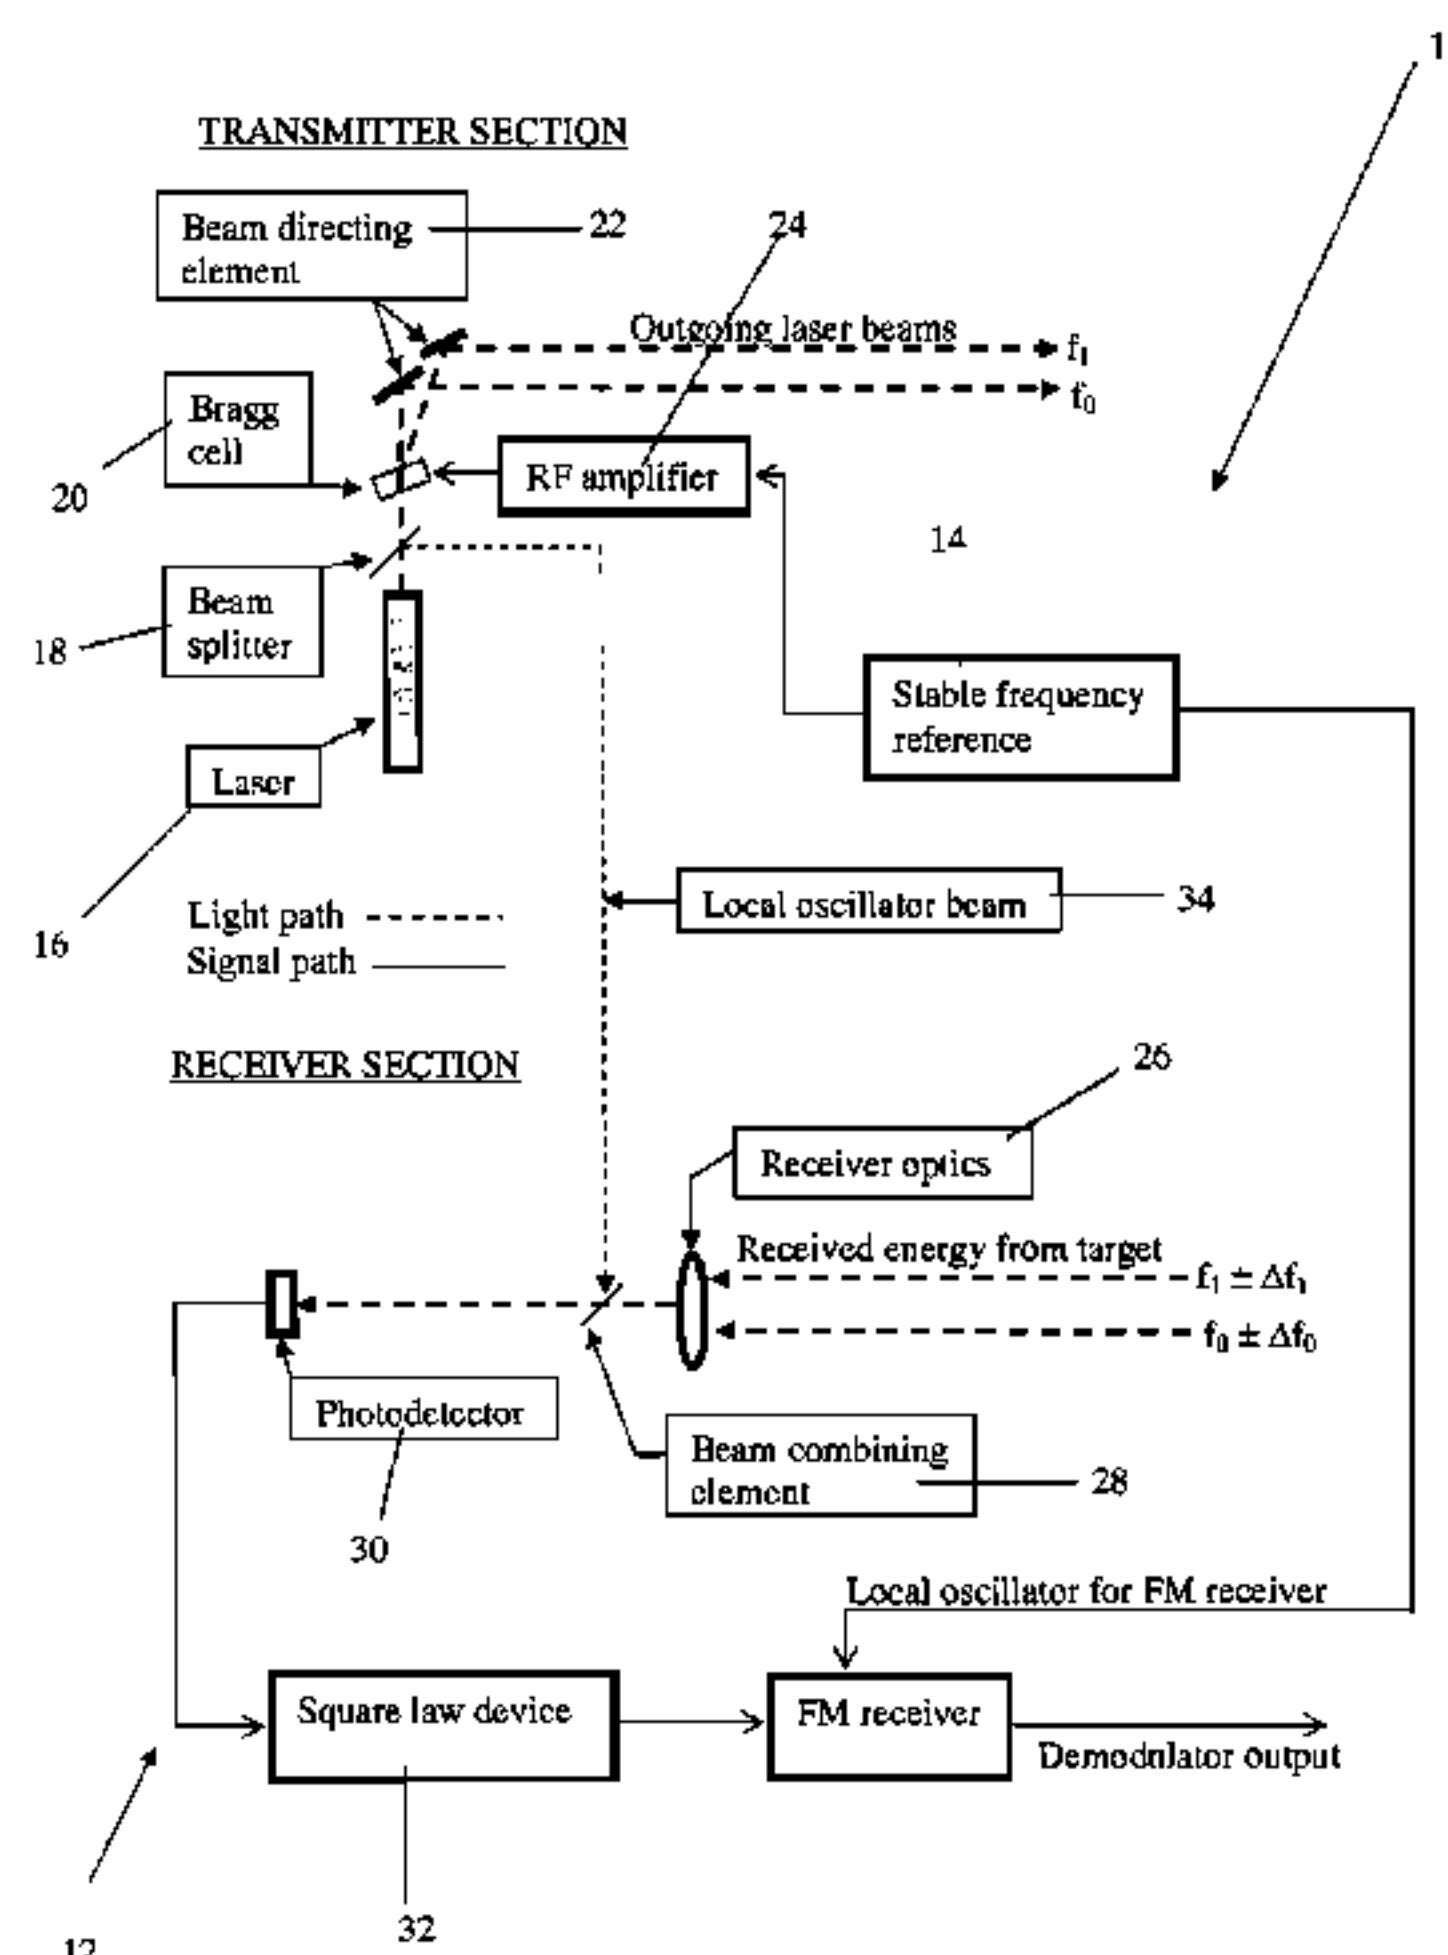 1
TRANSMITTER SECTION
Beam directing
element
22
24
Outgoing laser beams
f₁
f₀
Bragg
cell
20
RF amplifier
14
Beam
splitter
18
Stable frequency
reference
Laser
16
Local oscillator beam
34
Light path
Signal path
RECEIVER SECTION
26
Receiver optics
Received energy from target
f₁ ± Δf₁
f₀ ± Δf₀
Photodetector
30
Beam combining
element
28
Local oscillator for FM receiver
Square law device
FM receiver
Demodulator output
32
12